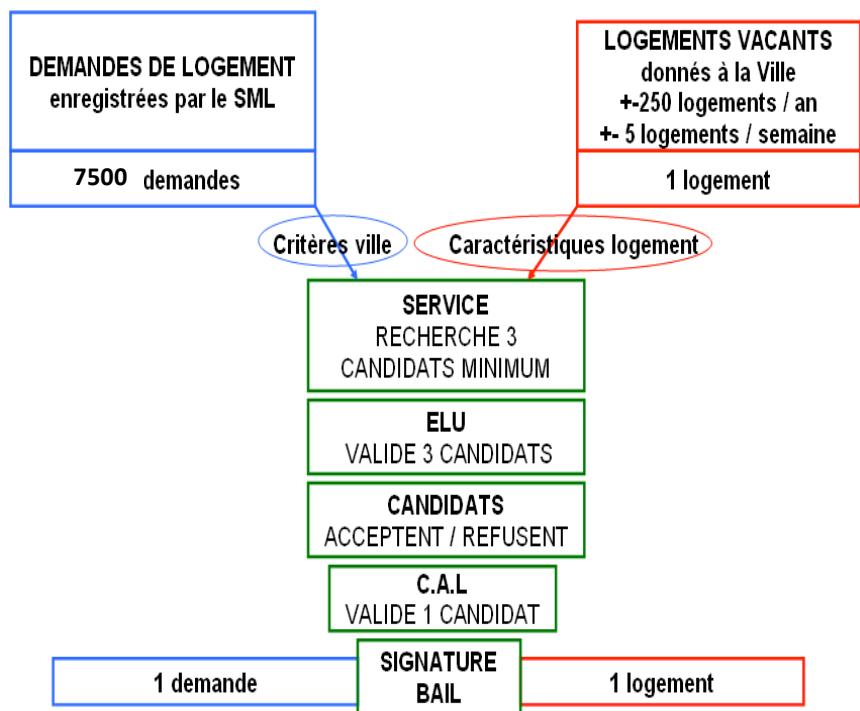 DEMANDES DE LOGEMENT
enregistrées par le SML
7500 demandes
LOGEMENTS VACANTS
donnés à la Ville
+-250 logements / an
+- 5 logements / semaine
1 logement
Critères ville
Caractéristiques logement
SERVICE
RECHERCHE 3
CANDIDATS MINIMUM
ELU
VALIDE 3 CANDIDATS
CANDIDATS
ACCEPTENT / REFUSENT
C.A.L
VALIDE 1 CANDIDAT
1 demande
SIGNATURE
BAIL
1 logement